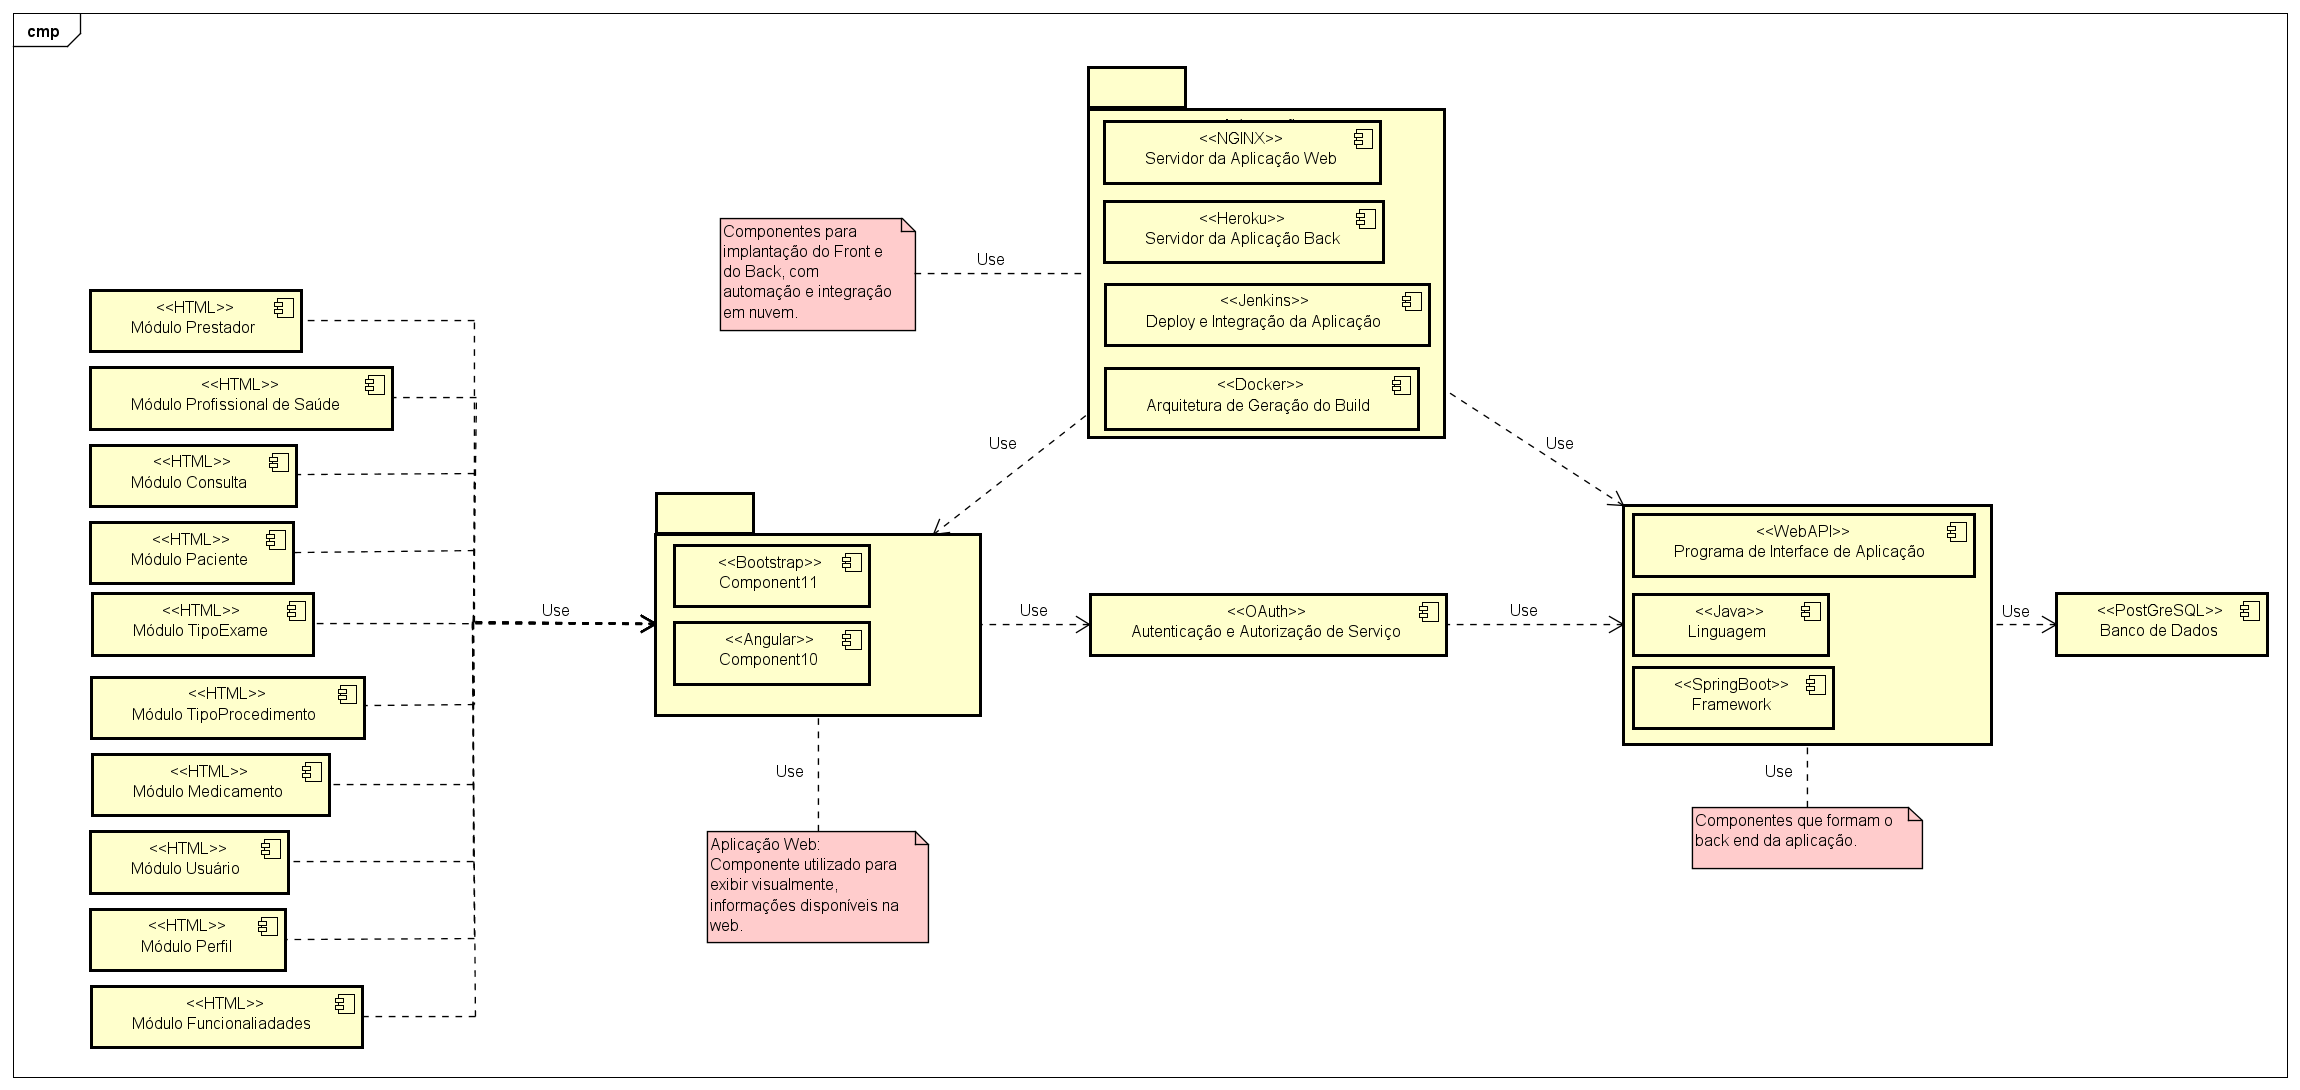 cmp
<<NGINX>>
Servidor da Aplicação Web
<<Heroku>>
Servidor da Aplicação Back
<<Jenkins>>
Deploy e Integração da Aplicação
<<Docker>>
Arquitetura de Geração do Build
Componentes para
implantação do Front e
do Back, com
automação e integração
em nuvem.
Use
Use
Use
<<HTML>>
Módulo Prestador
<<HTML>>
Módulo Profissional de Saúde
<<HTML>>
Módulo Consulta
<<HTML>>
Módulo Paciente
<<HTML>>
Módulo TipoExame
<<HTML>>
Módulo TipoProcedimento
<<HTML>>
Módulo Medicamento
<<HTML>>
Módulo Usuário
<<HTML>>
Módulo Perfil
<<HTML>>
Módulo Funcionaliadades
Use
<<Bootstrap>>
Component11
<<Angular>>
Component10
Use
<<OAuth>>
Autenticação e Autorização de Serviço
Use
<<WebAPI>>
Programa de Interface de Aplicação
<<Java>>
Linguagem
<<SpringBoot>>
Framework
Use
<<PostGreSQL>>
Banco de Dados
Use
Aplicação Web:
Componente utilizado para
exibir visualmente,
informações disponíveis na
web.
Use
Componentes que formam o
back end da aplicação.